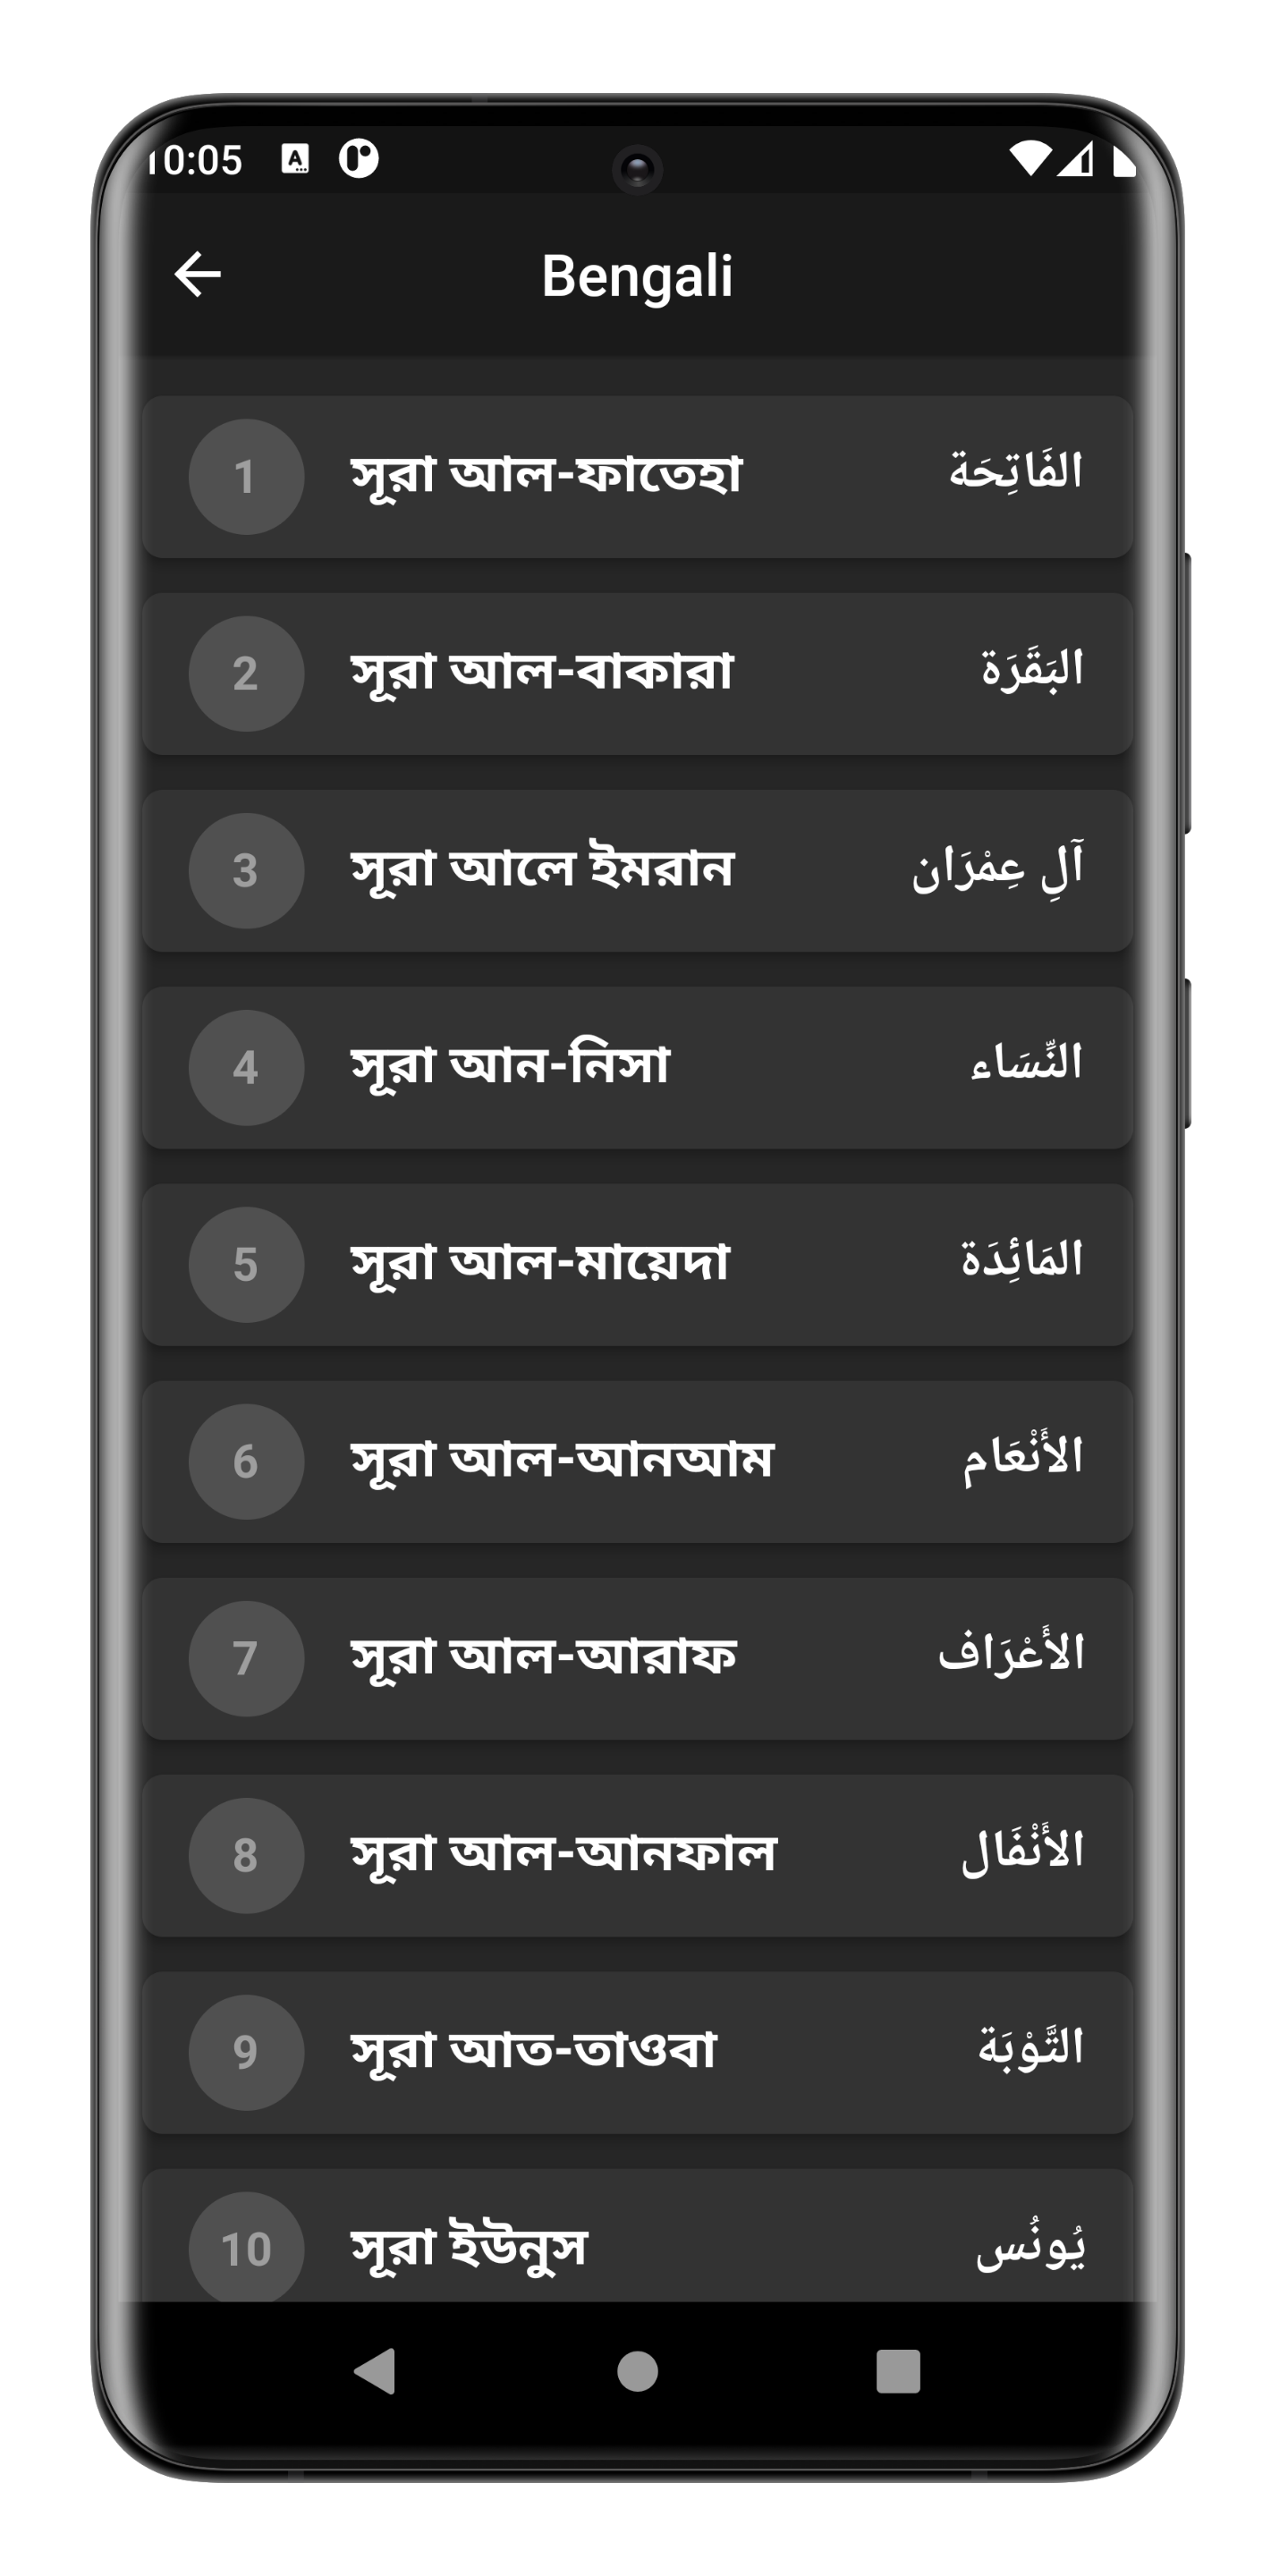 10:05
Bengali
1 সূরা আল-ফাতেহা الفَاتِحَة
2 সূরা আল-বাকারা البَقَرَة
3 সূরা আলে ইমরান آلِ عِمْرَان
4 সূরা আন-নিসা النِّسَاء
5 সূরা আল-মায়েদা المَائِدَة
6 সূরা আল-আনআম الأَنْعَام
7 সূরা আল-আরাফ الأَعْرَاف
8 সূরা আল-আনফাল الأَنْفَال
9 সূরা আত-তাওবা التَّوْبَة
10 সূরা ইউনুস يُونُس